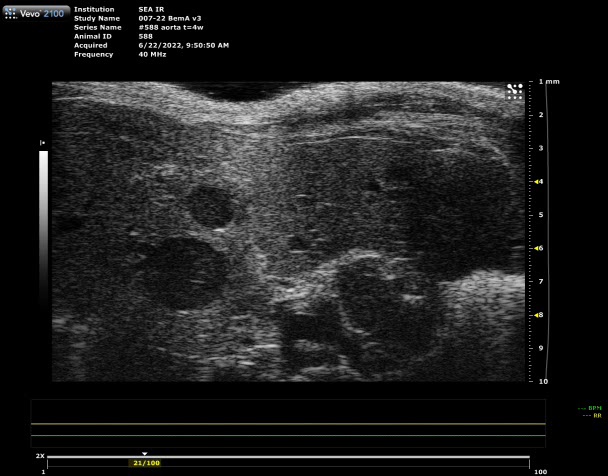 Vevo 2100
Institution SEA IR
Study Name 007-22 BemA v3
Series Name #588 aorta t=4w
Animal ID 588
Acquired 6/22/2022, 9:50:50 AM
Frequency 40 MHz
1 mm
2
3
4
5
6
7
8
9
10
--- BPM
--- RR
2X
21/100
1 100